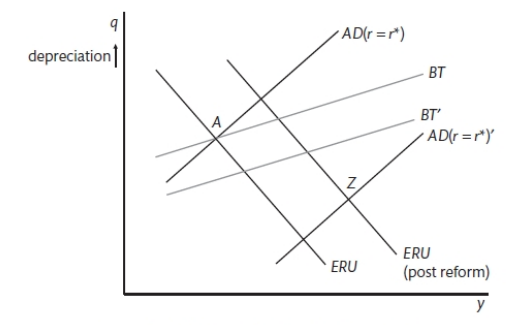 q
AD(r = r*)
depreciation
BT
A
BT′
AD(r = r*)′
Z
ERU
(post reform)
ERU
y